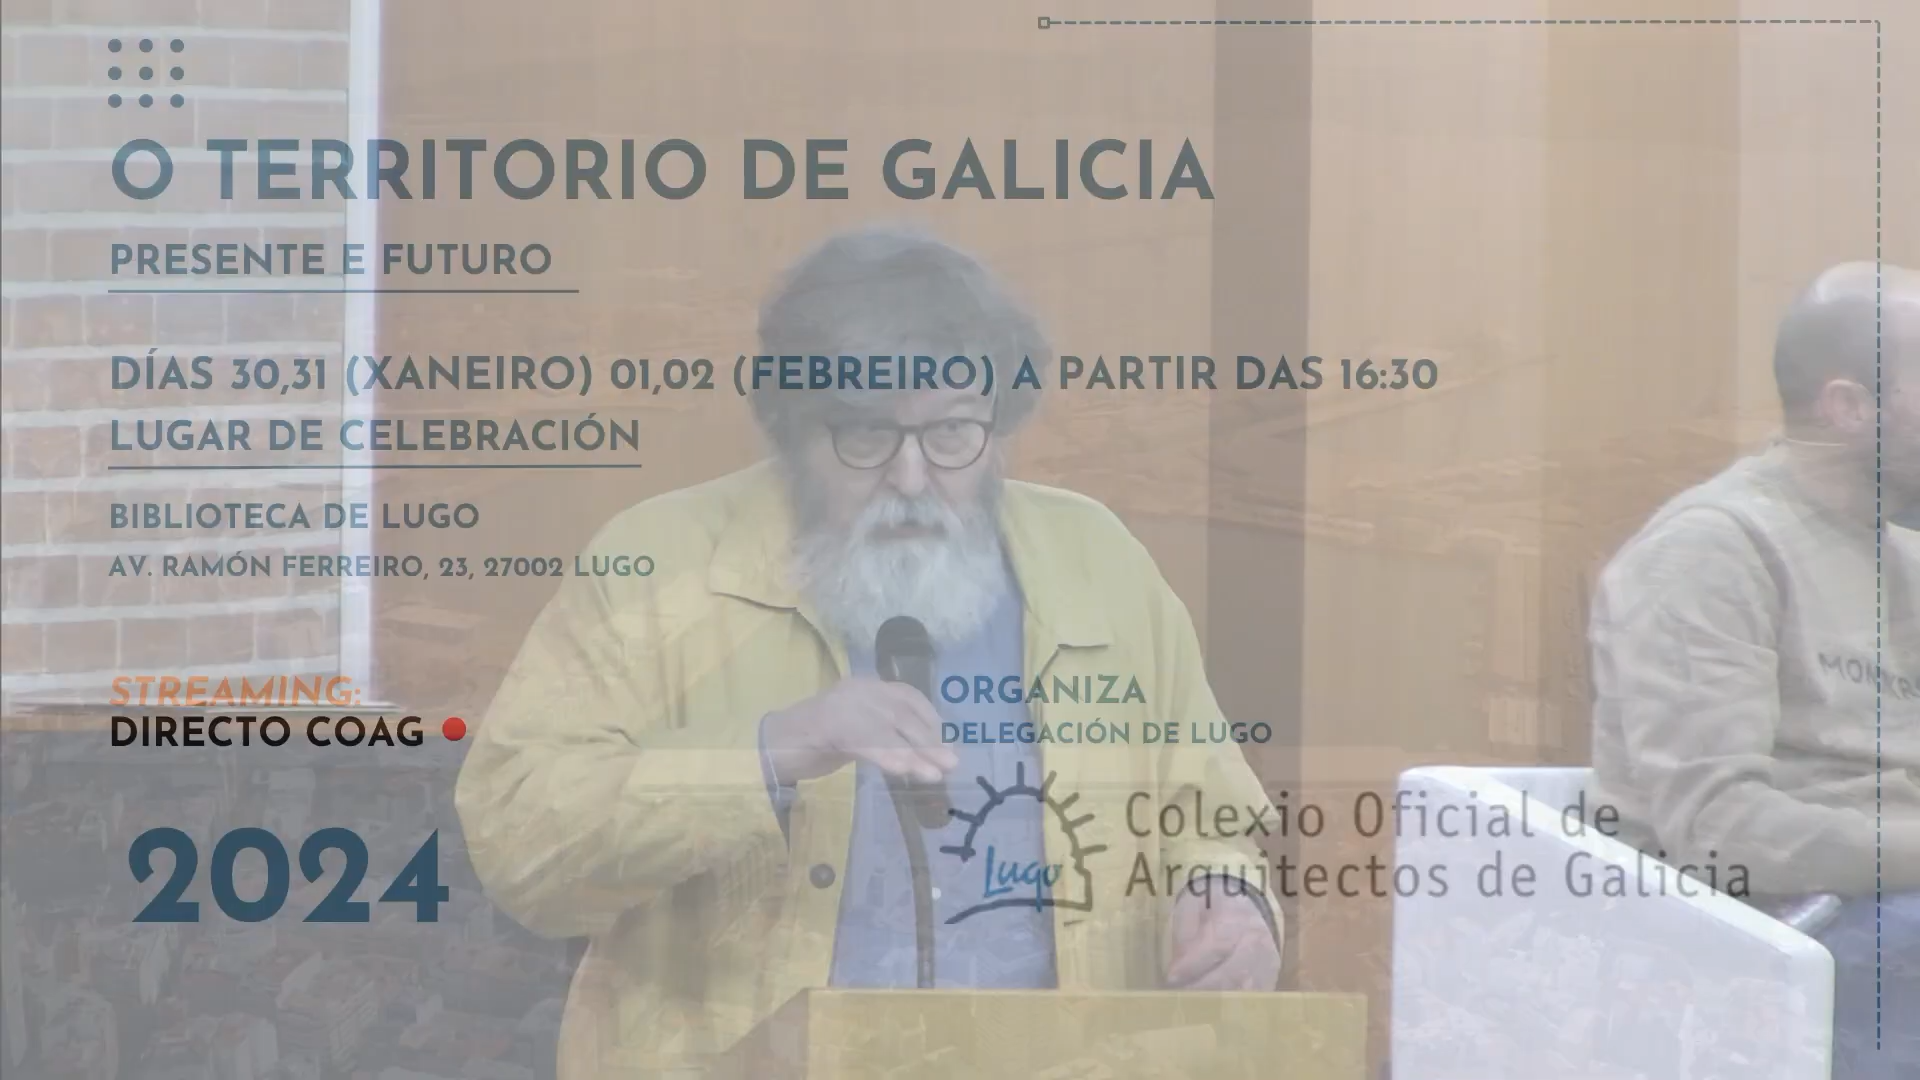 O TERRITORIO DE GALICIA
PRESENTE E FUTURO
DÍAS 30,31 (XANEIRO) 01,02 (FEBREIRO) A PARTIR DAS 16:30
LUGAR DE CELEBRACIÓN
BIBLIOTECA DE LUGO
AV. RAMÓN FERREIRO, 23, 27002 LUGO
STREAMING:
DIRECTO COAG
2024
ORGANIZA
DELEGACIÓN DE LUGO
Lugo
Colexio Oficial de
Arquitectos de Galicia